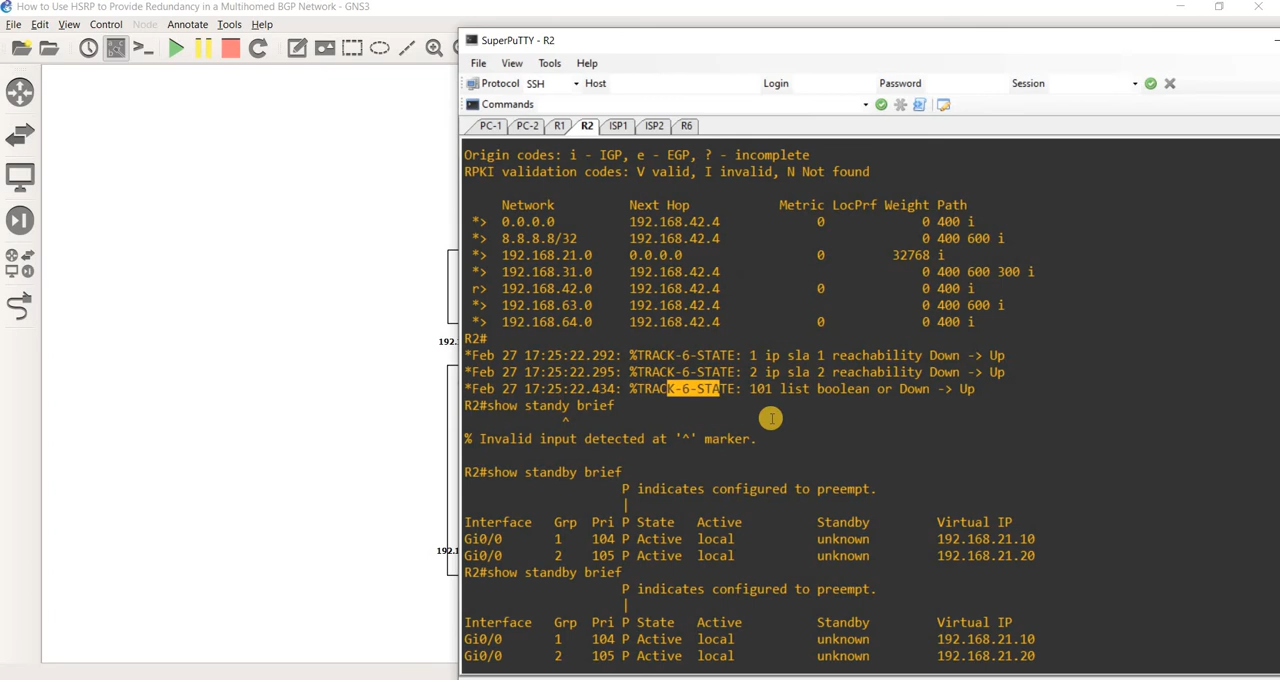 How to Use HSRP to Provide Redundancy in a Multihomed BGP Network - GNS3
File Edit View Control Node Annotate Tools Help
SuperPuTTY - R2
File View Tools Help
Protocol SSH Host Login Password Session
Commands
PC-1 PC-2 R1 R2 ISP1 ISP2 R6
Origin codes: i - IGP, e - EGP, ? - incomplete
RPKI validation codes: V valid, I invalid, N Not found
Network Next Hop Metric LocPrf Weight Path
*> 0.0.0.0 192.168.42.4 0 0 400 i
*> 8.8.8.8/32 192.168.42.4 0 400 600 i
*> 192.168.21.0 0.0.0.0 0 32768 i
*> 192.168.31.0 192.168.42.4 0 400 600 300 i
r> 192.168.42.0 192.168.42.4 0 0 400 i
*> 192.168.63.0 192.168.42.4 0 400 600 i
*> 192.168.64.0 192.168.42.4 0 0 400 i
R2#
*Feb 27 17:25:22.292: %TRACK-6-STATE: 1 ip sla 1 reachability Down -> Up
*Feb 27 17:25:22.295: %TRACK-6-STATE: 2 ip sla 2 reachability Down -> Up
*Feb 27 17:25:22.434: %TRACK-6-STATE: 101 list boolean or Down -> Up
R2#show standy brief
^
% Invalid input detected at '^' marker.
R2#show standby brief
P indicates configured to preempt.
|
Interface Grp Pri P State Active Standby Virtual IP
Gi0/0 1 104 P Active local unknown 192.168.21.10
Gi0/0 2 105 P Active local unknown 192.168.21.20
R2#show standby brief
P indicates configured to preempt.
|
Interface Grp Pri P State Active Standby Virtual IP
Gi0/0 1 104 P Active local unknown 192.168.21.10
Gi0/0 2 105 P Active local unknown 192.168.21.20
192.
192.1